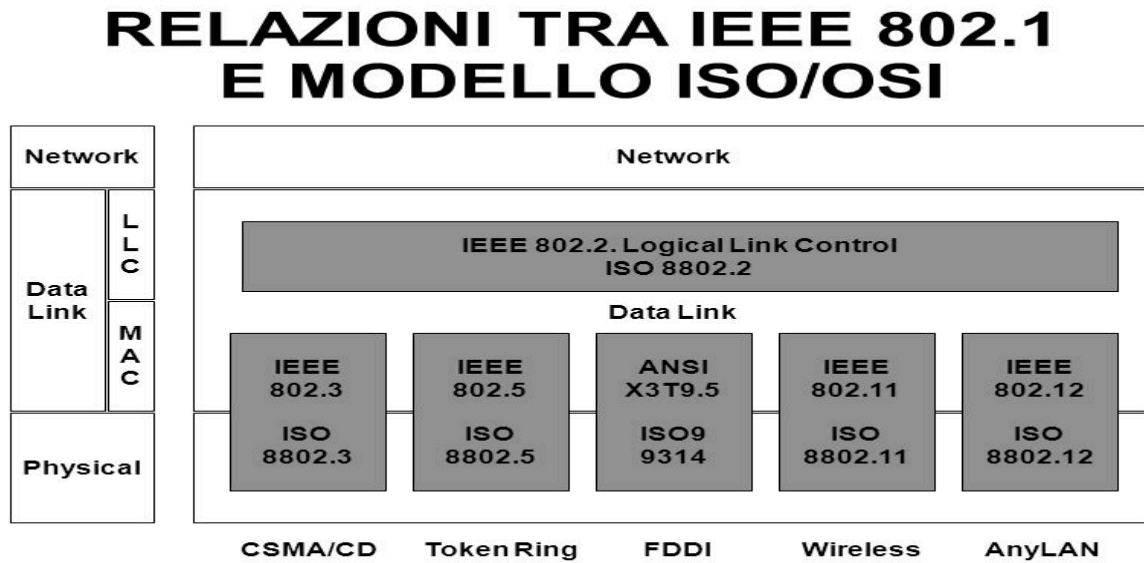 RELAZIONI TRA IEEE 802.1
E MODELLO ISO/OSI
Network
Network
Data
Link
L
L
C
M
A
C
Physical
IEEE 802.2. Logical Link Control
ISO 8802.2
Data Link
IEEE
802.3
ISO
8802.3
IEEE
802.5
ISO
8802.5
ANSI
X3T9.5
ISO9
9314
IEEE
802.11
ISO
8802.11
IEEE
802.12
ISO
8802.12
CSMA/CD
Token Ring
FDDI
Wireless
AnyLAN